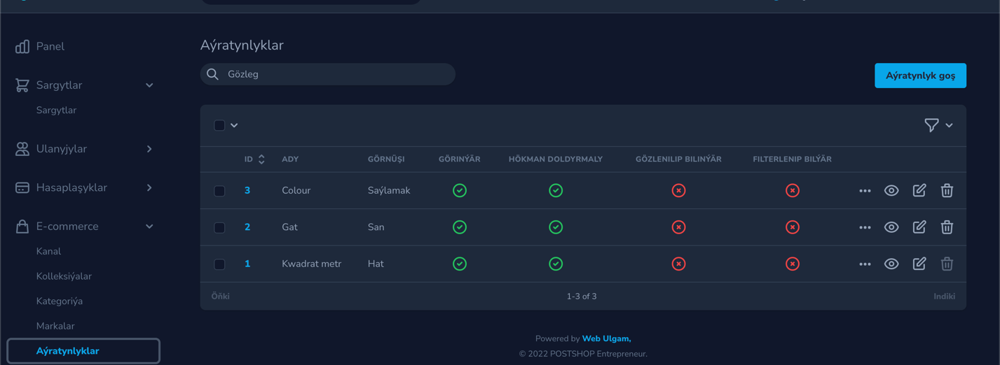 Panel
Sargytlar
Sargytlar
Ulanyjylar
Hasaplaşyklar
E-commerce
Kanal
Kolleksiýalar
Kategoriýa
Markalar
Aýratynlyklar
Aýratynlyklar
Gözleg
Aýratynlyk goş
ID ADY GÖRNÜŞI GÖRINÝÄR HÖKMAN DOLDYRMALY GÖZLENILIP BILINÝÄR FILTERLENIP BILÝÄR
3 Colour Saýlamak
2 Gat San
1 Kwadrat metr Hat
Öňki 1-3 of 3 Indiki
Powered by Web Ulgam,
© 2022 POSTSHOP Entrepreneur.